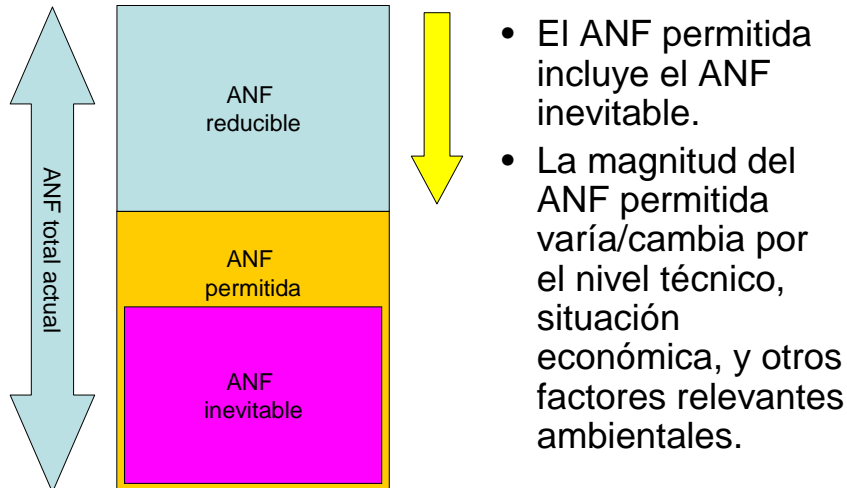 ANF total actual
ANF
reducible
ANF
permitida
ANF
inevitable
• El ANF permitida
incluye el ANF
inevitable.
• La magnitud del
ANF permitida
varía/cambia por
el nivel técnico,
situación
económica, y otros
factores relevantes
ambientales.